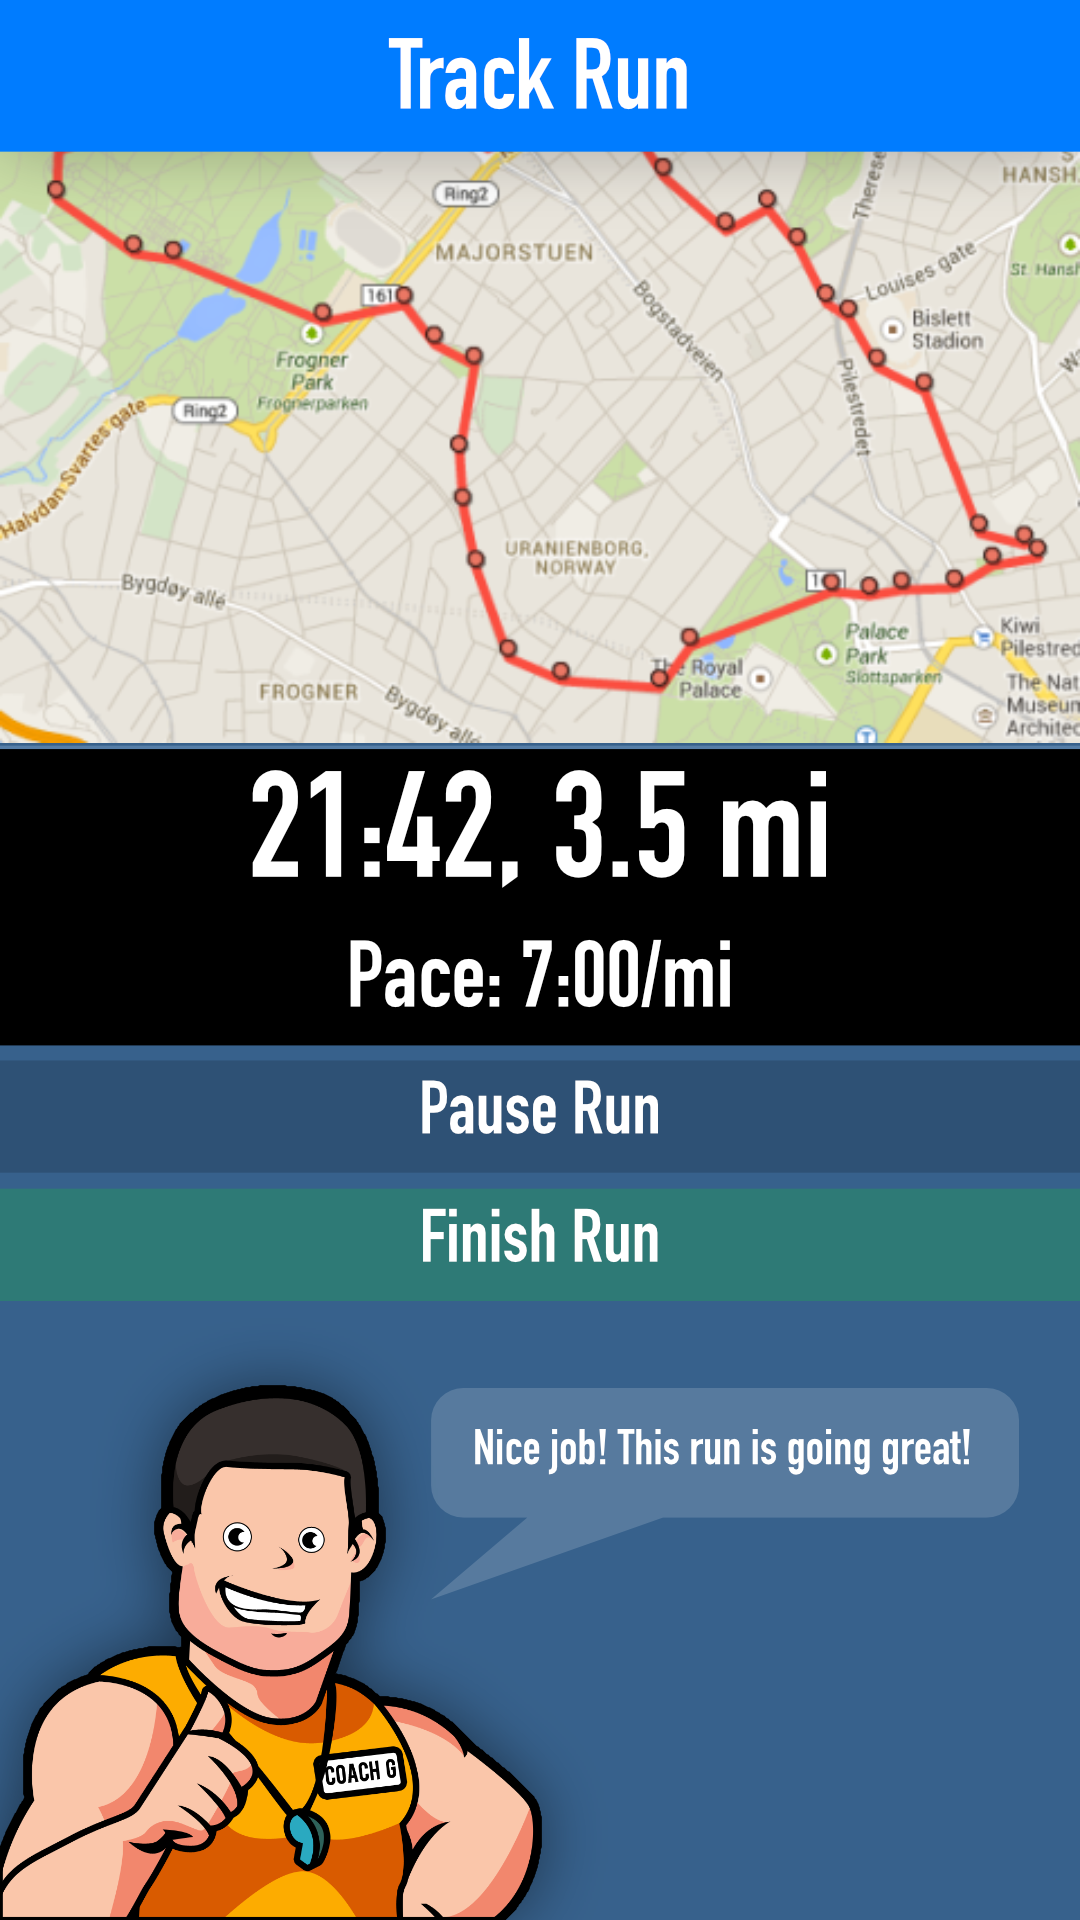 Track Run
Ring2
MAJORSTUEN
HANSH
Therese
Louises gate
St. Hansh
161
Bogstadveien
Bislett
Stadion
Frogner
Park
Frognerparken
Ring2
Pilestredet
Halvdan Svartes gate
URANIENBORG,
NORWAY
Bygdøy allé
Palace
Park
Slottsparken
Kiwi
Pilestred
The Royal
Palace
FROGNER
Bygdøy allé
The Nat
Museum
Architec
21:42, 3.5 mi
Pace: 7:00/mi
Pause Run
Finish Run
Nice job! This run is going great!
COACH G